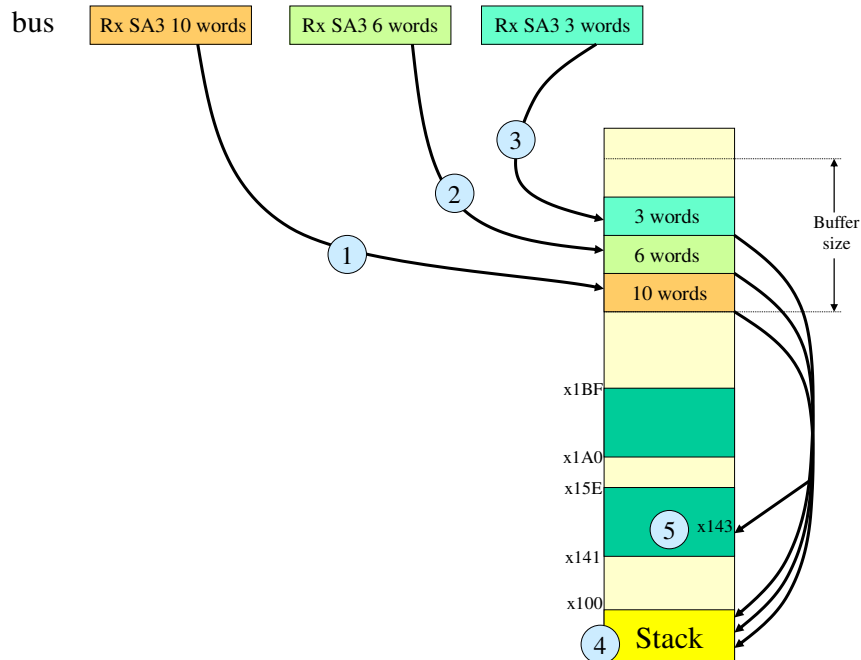 bus
Rx SA3 10 words
Rx SA3 6 words
Rx SA3 3 words
3
2
1
3 words
6 words
10 words
Buffer
size
x1BF
x1A0
x15E
5
x143
x141
x100
4
Stack